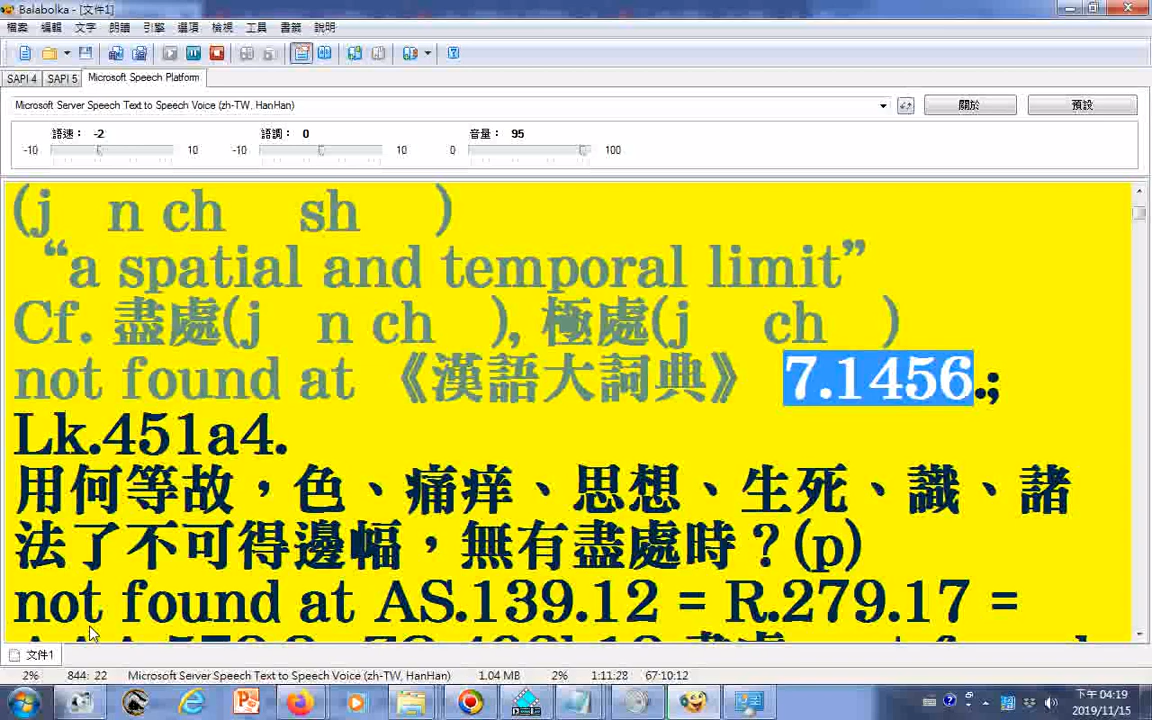 Balabolka - [文件1]
檔案 編輯 文字 朗讀 引擎 選項 檢視 工具 書籤 說明
SAPI 4 SAPI 5 Microsoft Speech Platform
Microsoft Server Speech Text to Speech Voice (zh-TW, HanHan) 關於 預設
語速： -2 語調： 0 音量： 95
-10 10 -10 10 0 100
(j n ch sh )
“a spatial and temporal limit”
Cf. 盡處(j n ch ), 極處(j ch )
not found at 《漢語大詞典》 7.1456.;
Lk.451a4.
用何等故，色、痛痒、思想、生死、識、諸
法了不可得邊幅，無有盡處時？(p)
not found at AS.139.12 = R.279.17 =
文件1
2% 844: 22 Microsoft Server Speech Text to Speech Voice (zh-TW, HanHan) 1.04 MB 2% 1:11:28 67:10:12
下午 04:19
2019/11/15